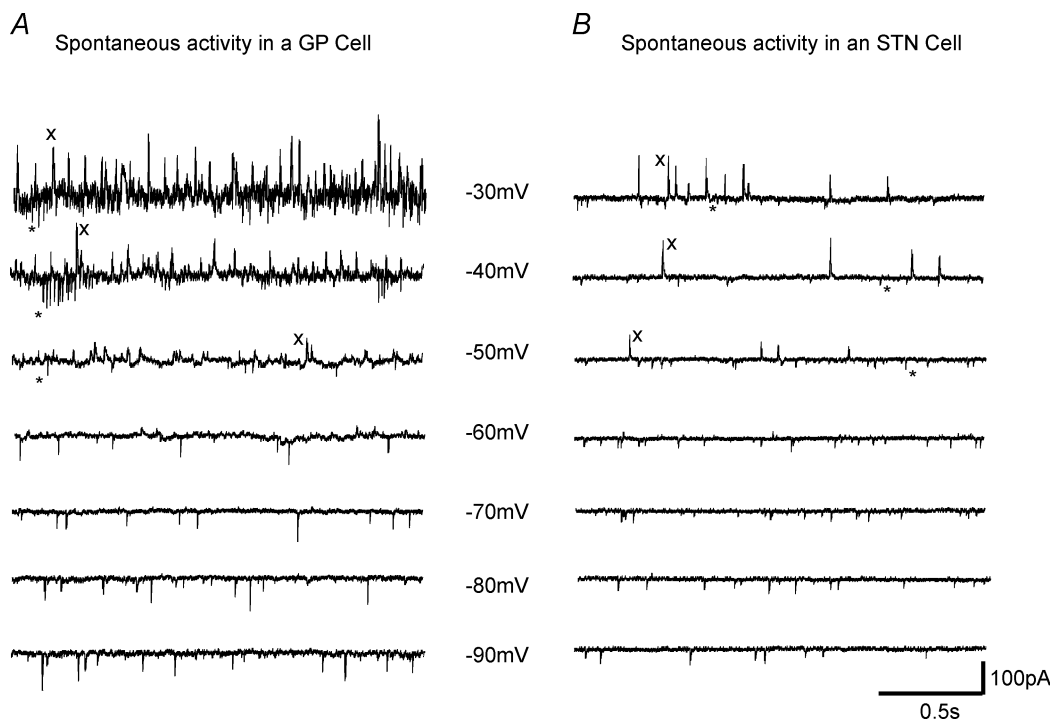 A
Spontaneous activity in a GP Cell
B
Spontaneous activity in an STN Cell
x
*
-30mV
x
*
x
*
-40mV
x
*
x
*
-50mV
x
*
-60mV
-70mV
-80mV
-90mV
100pA
0.5s